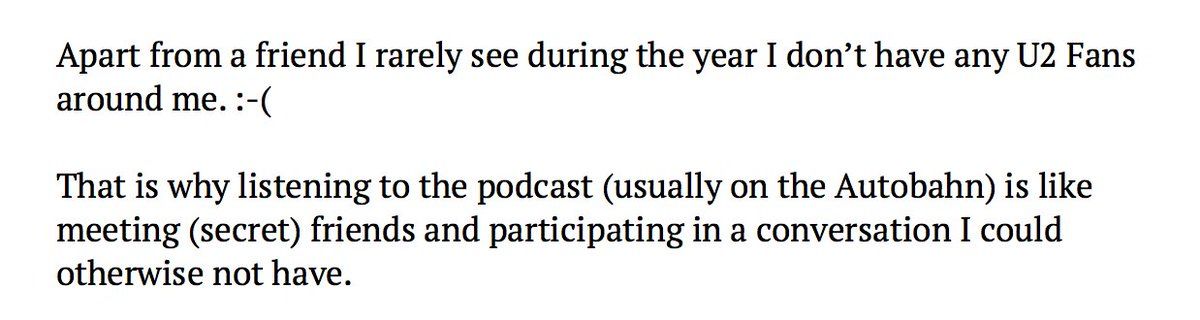 Apart from a friend I rarely see during the year I don’t have any U2 Fans
around me. :-(
That is why listening to the podcast (usually on the Autobahn) is like
meeting (secret) friends and participating in a conversation I could
otherwise not have.